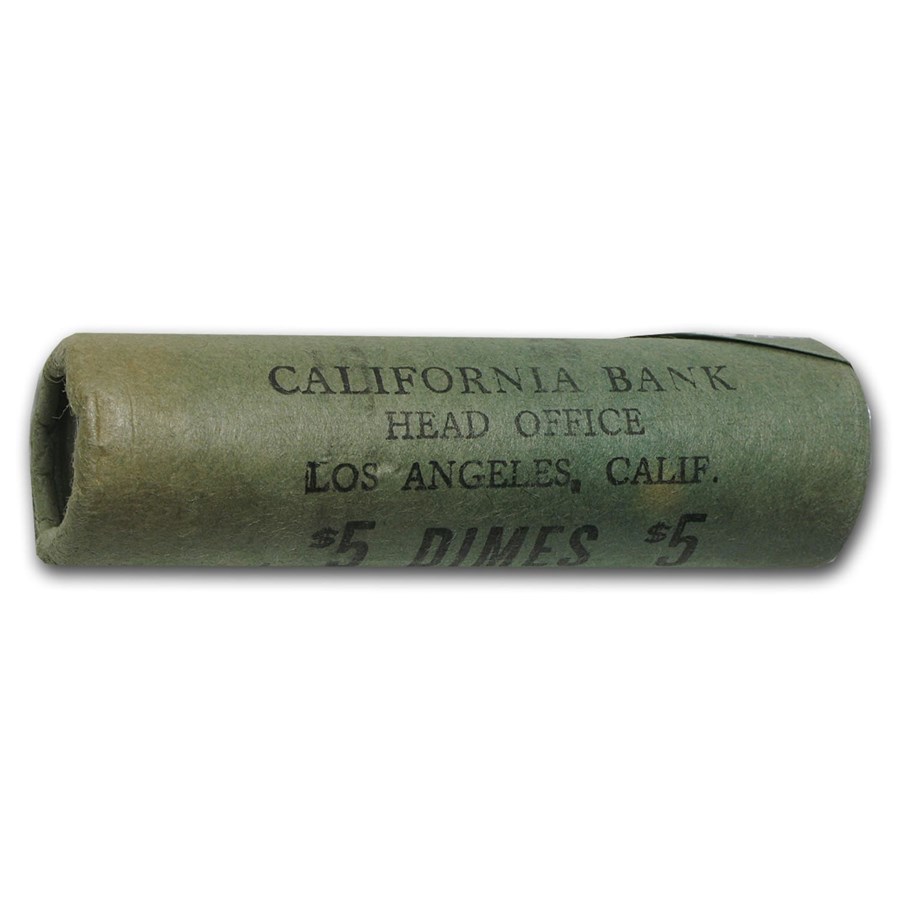 CALIFORNIA BANK
HEAD OFFICE
LOS ANGELES, CALIF.
$5 DIMES $5